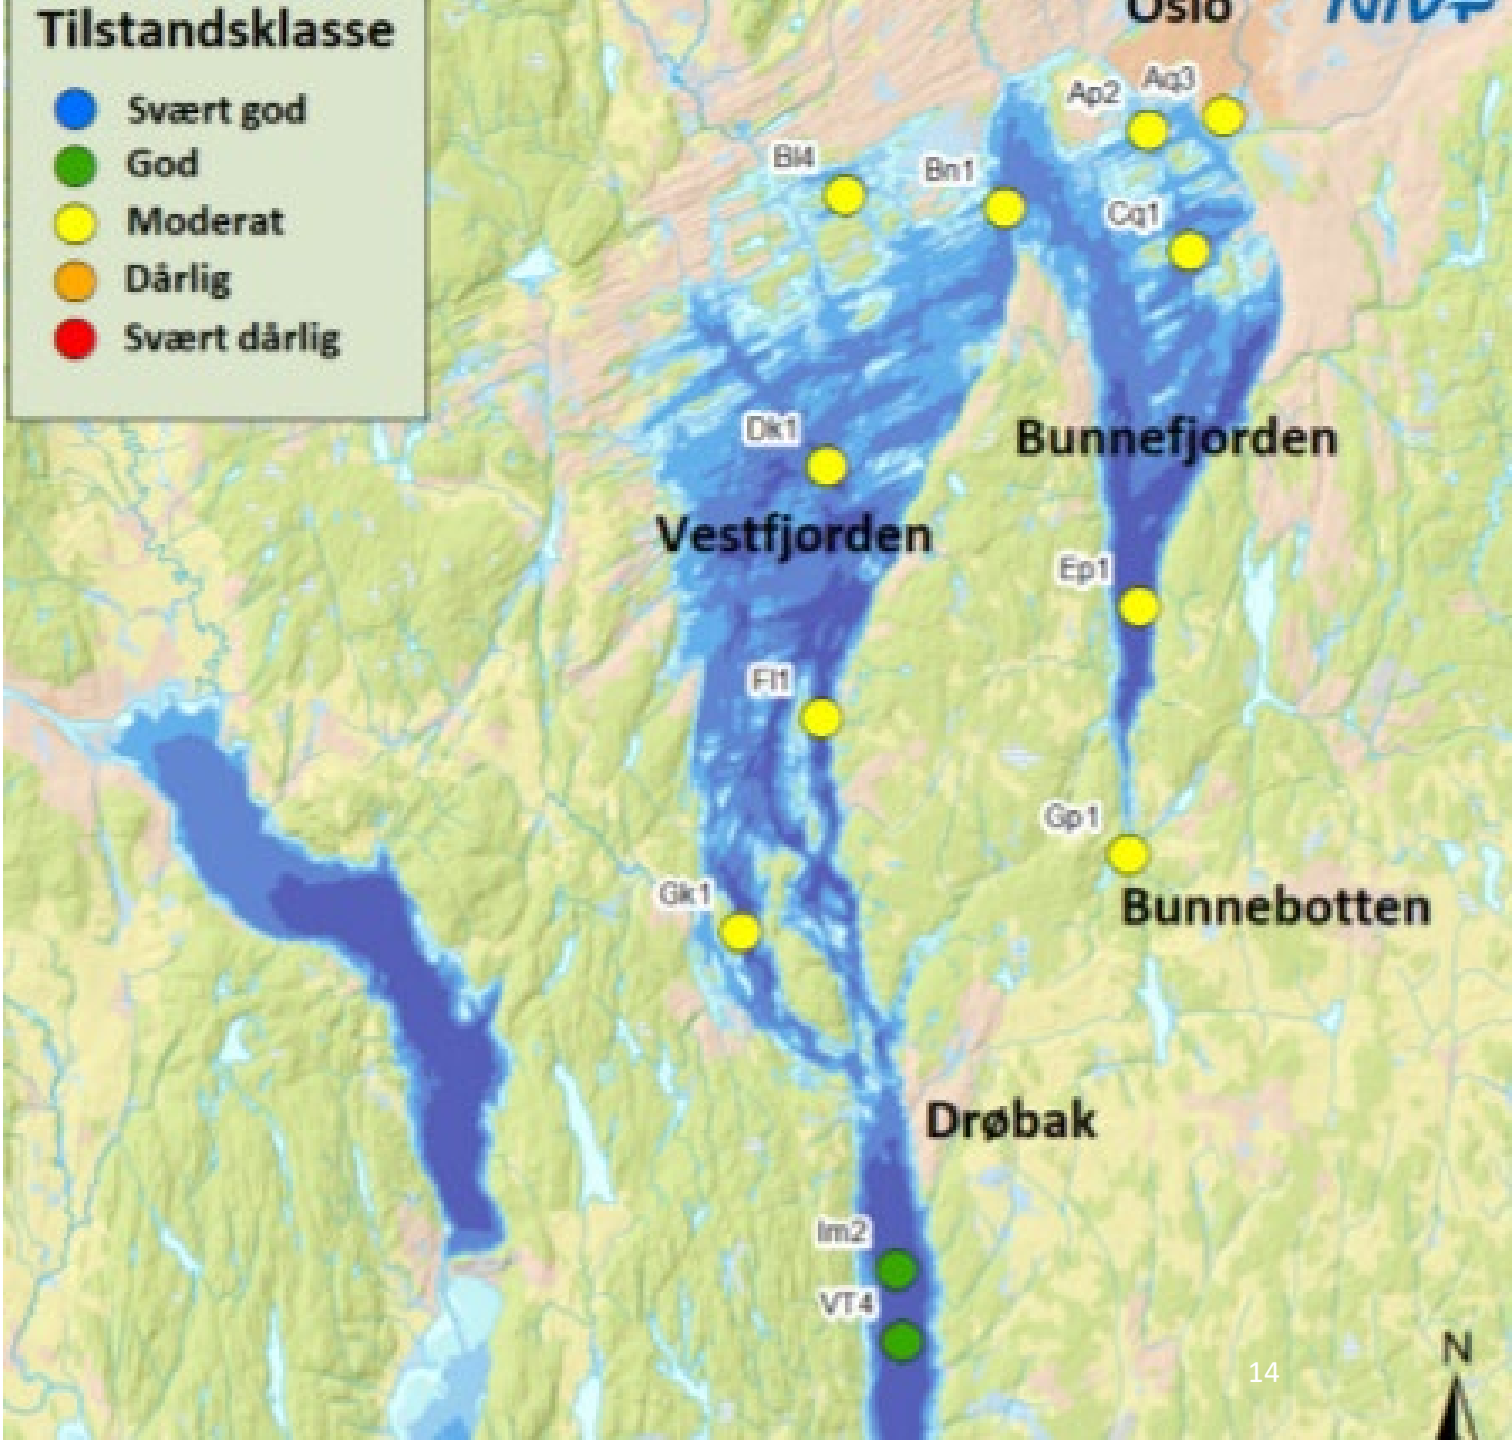 Tilstandsklasse
Svært god
God
Moderat
Dårlig
Svært dårlig
Oslo
NIVA
Ap2
Aq3
Bl4
Bn1
Cq1
Dk1
Bunnefjorden
Vestfjorden
Ep1
Fl1
Gp1
Gk1
Bunnebotten
Drøbak
Im2
VT4
14
N